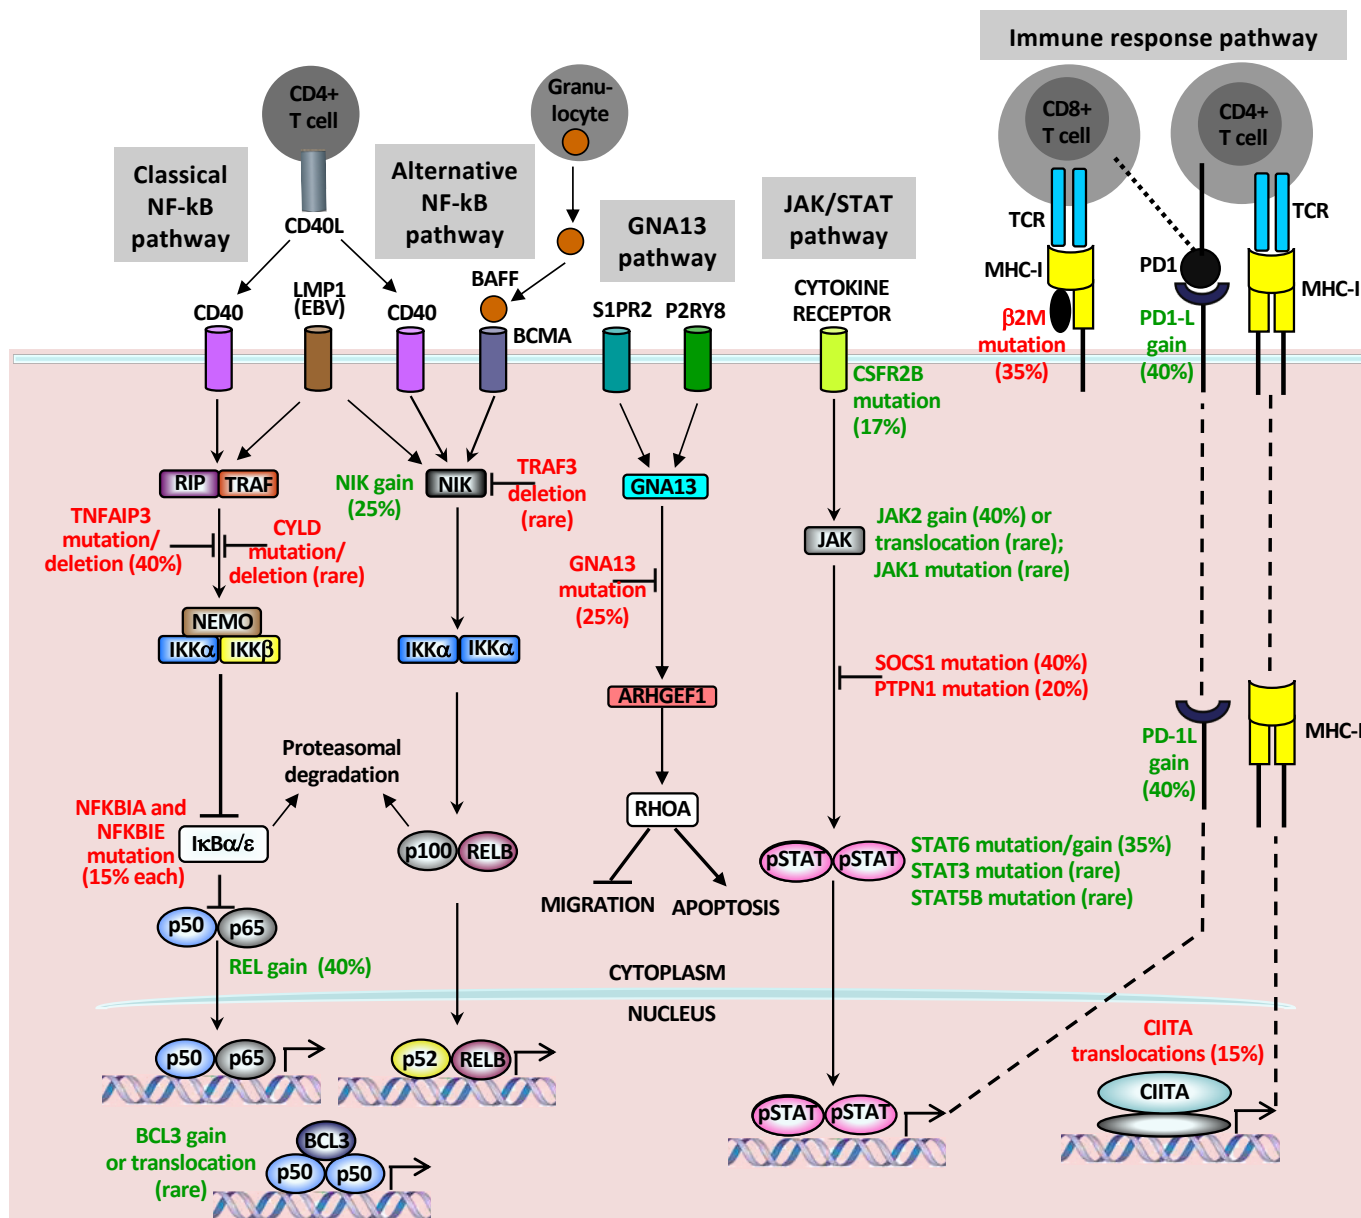 Immune response pathway
CD4+
T cell
Granu-
locyte
CD8+
T cell
CD4+
T cell
Classical
NF-kB
pathway
Alternative
NF-kB
pathway
GNA13
pathway
JAK/STAT
pathway
CD40L
TCR
TCR
MHC-I
PD1
MHC-I
BAFF
BCMA
CD40
LMP1
(EBV)
CD40
S1PR2
P2RY8
CYTOKINE
RECEPTOR
β2M
mutation
(35%)
PD1-L
gain
(40%)
CSFR2B
mutation
(17%)
RIP
TRAF
NIK gain
(25%)
NIK
TRAF3
deletion
(rare)
GNA13
TNFAIP3
mutation/
deletion (40%)
CYLD
mutation/
deletion (rare)
JAK
JAK2 gain (40%) or
translocation (rare);
JAK1 mutation (rare)
GNA13
mutation
(25%)
NEMO
IKKα
IKKβ
IKKα
IKKα
SOCS1 mutation (40%)
PTPN1 mutation (20%)
ARHGEF1
Proteasomal
degradation
PD-1L
gain
(40%)
MHC-I
RHOA
NFKBIA and
NFKBIE
mutation
(15% each)
IκBα/ε
p100
RELB
pSTAT
pSTAT
STAT6 mutation/gain (35%)
STAT3 mutation (rare)
STAT5B mutation (rare)
MIGRATION
APOPTOSIS
p50
p65
REL gain (40%)
CYTOPLASM
NUCLEUS
p50
p65
p52
RELB
CIITA
translocations (15%)
CIITA
pSTAT
pSTAT
BCL3 gain
or translocation
(rare)
BCL3
p50
p50